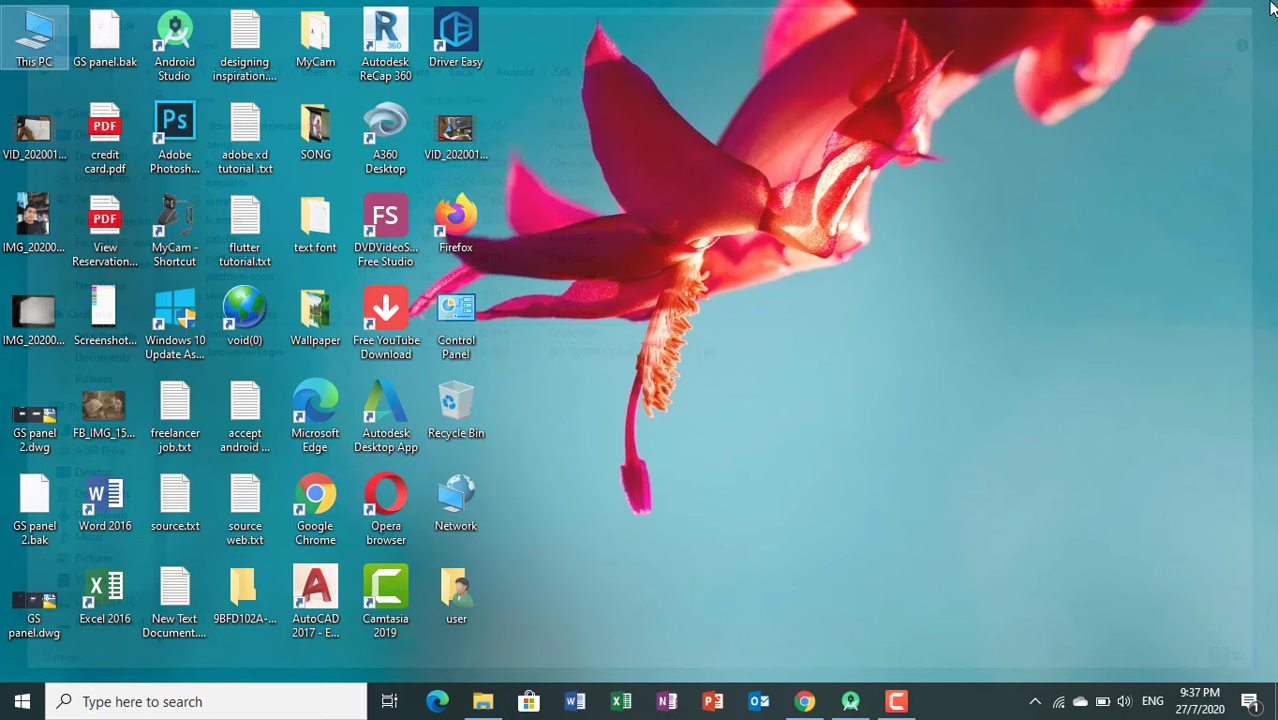 This PC
GS panel.bak
Android
Studio
designing
inspiration....
MyCam
Autodesk
ReCap 360
Driver Easy
VID_202001...
credit
card.pdf
Adobe
Photosh...
adobe xd
tutorial .txt
SONG
A360
Desktop
VID_202001...
IMG_20200...
View
Reservation...
MyCam -
Shortcut
flutter
tutorial.txt
text font
DVDVideoS...
Free Studio
Firefox
IMG_20200...
Screenshot...
Windows 10
Update As...
void(0)
Wallpaper
Free YouTube
Download
Control
Panel
GS panel
2.dwg
FB_IMG_15...
freelancer
job.txt
accept
android ...
Microsoft
Edge
Autodesk
Desktop App
Recycle Bin
GS panel
2.bak
Word 2016
source.txt
source
web.txt
Google
Chrome
Opera
browser
Network
GS
panel.dwg
Excel 2016
New Text
Document....
9BFD102A-...
AutoCAD
2017 - E...
Camtasia
2019
user
Type here to search
ENG
9:37 PM
27/7/2020